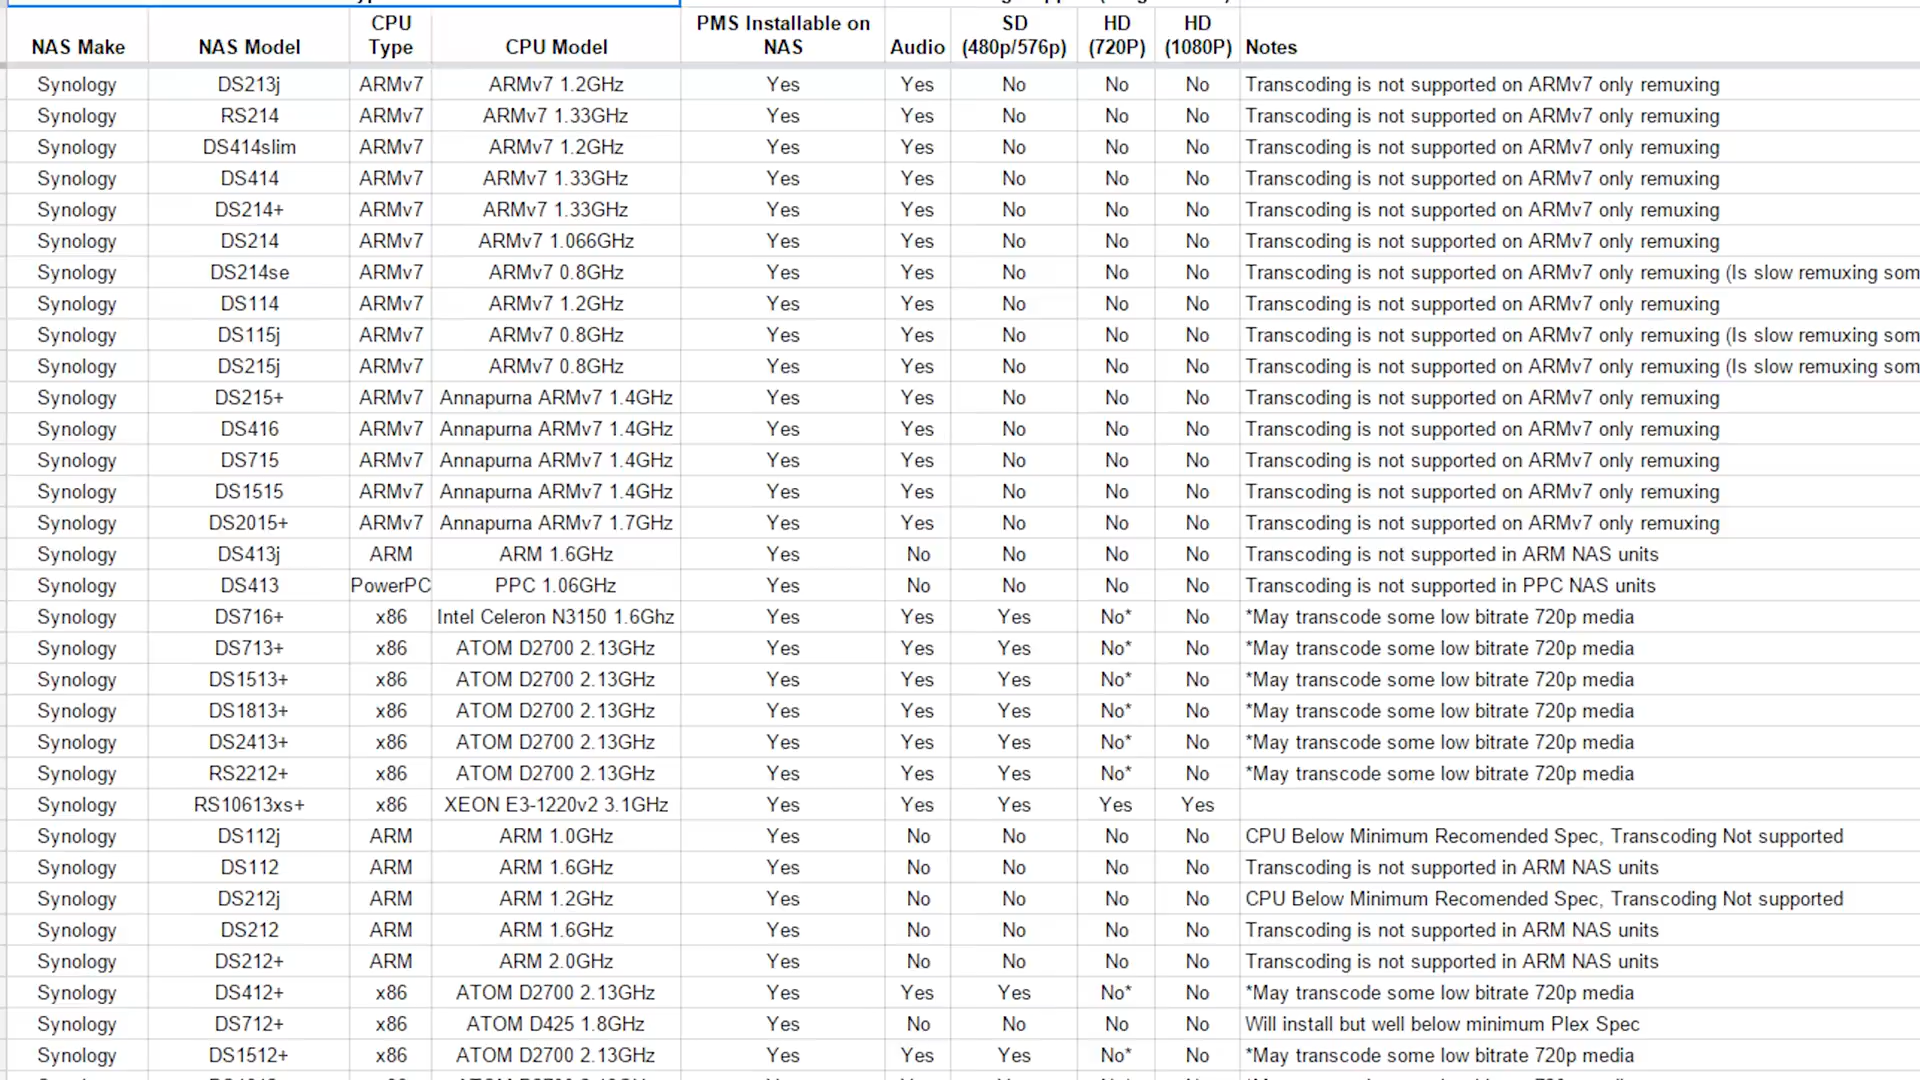 NAS Make NAS Model CPU Type CPU Model PMS Installable on NAS Audio SD (480p/576p) HD (720P) HD (1080P) Notes
Synology DS213j ARMv7 ARMv7 1.2GHz Yes Yes No No No Transcoding is not supported on ARMv7 only remuxing
Synology RS214 ARMv7 ARMv7 1.33GHz Yes Yes No No No Transcoding is not supported on ARMv7 only remuxing
Synology DS414slim ARMv7 ARMv7 1.2GHz Yes Yes No No No Transcoding is not supported on ARMv7 only remuxing
Synology DS414 ARMv7 ARMv7 1.33GHz Yes Yes No No No Transcoding is not supported on ARMv7 only remuxing
Synology DS214+ ARMv7 ARMv7 1.33GHz Yes Yes No No No Transcoding is not supported on ARMv7 only remuxing
Synology DS214 ARMv7 ARMv7 1.066GHz Yes Yes No No No Transcoding is not supported on ARMv7 only remuxing
Synology DS214se ARMv7 ARMv7 0.8GHz Yes Yes No No No Transcoding is not supported on ARMv7 only remuxing (Is slow remuxing som
Synology DS114 ARMv7 ARMv7 1.2GHz Yes Yes No No No Transcoding is not supported on ARMv7 only remuxing
Synology DS115j ARMv7 ARMv7 0.8GHz Yes Yes No No No Transcoding is not supported on ARMv7 only remuxing (Is slow remuxing som
Synology DS215j ARMv7 ARMv7 0.8GHz Yes Yes No No No Transcoding is not supported on ARMv7 only remuxing (Is slow remuxing som
Synology DS215+ ARMv7 Annapurna ARMv7 1.4GHz Yes Yes No No No Transcoding is not supported on ARMv7 only remuxing
Synology DS416 ARMv7 Annapurna ARMv7 1.4GHz Yes Yes No No No Transcoding is not supported on ARMv7 only remuxing
Synology DS715 ARMv7 Annapurna ARMv7 1.4GHz Yes Yes No No No Transcoding is not supported on ARMv7 only remuxing
Synology DS1515 ARMv7 Annapurna ARMv7 1.4GHz Yes Yes No No No Transcoding is not supported on ARMv7 only remuxing
Synology DS2015+ ARMv7 Annapurna ARMv7 1.7GHz Yes Yes No No No Transcoding is not supported on ARMv7 only remuxing
Synology DS413j ARM ARM 1.6GHz Yes No No No No Transcoding is not supported in ARM NAS units
Synology DS413 PowerPC PPC 1.06GHz Yes No No No No Transcoding is not supported in PPC NAS units
Synology DS716+ x86 Intel Celeron N3150 1.6Ghz Yes Yes Yes No* No *May transcode some low bitrate 720p media
Synology DS713+ x86 ATOM D2700 2.13GHz Yes Yes Yes No* No *May transcode some low bitrate 720p media
Synology DS1513+ x86 ATOM D2700 2.13GHz Yes Yes Yes No* No *May transcode some low bitrate 720p media
Synology DS1813+ x86 ATOM D2700 2.13GHz Yes Yes Yes No* No *May transcode some low bitrate 720p media
Synology DS2413+ x86 ATOM D2700 2.13GHz Yes Yes Yes No* No *May transcode some low bitrate 720p media
Synology RS2212+ x86 ATOM D2700 2.13GHz Yes Yes Yes No* No *May transcode some low bitrate 720p media
Synology RS10613xs+ x86 XEON E3-1220v2 3.1GHz Yes Yes Yes Yes Yes
Synology DS112j ARM ARM 1.0GHz Yes No No No No CPU Below Minimum Recomended Spec, Transcoding Not supported
Synology DS112 ARM ARM 1.6GHz Yes No No No No Transcoding is not supported in ARM NAS units
Synology DS212j ARM ARM 1.2GHz Yes No No No No CPU Below Minimum Recomended Spec, Transcoding Not supported
Synology DS212 ARM ARM 1.6GHz Yes No No No No Transcoding is not supported in ARM NAS units
Synology DS212+ ARM ARM 2.0GHz Yes No No No No Transcoding is not supported in ARM NAS units
Synology DS412+ x86 ATOM D2700 2.13GHz Yes Yes Yes No* No *May transcode some low bitrate 720p media
Synology DS712+ x86 ATOM D425 1.8GHz Yes No No No No Will install but well below minimum Plex Spec
Synology DS1512+ x86 ATOM D2700 2.13GHz Yes Yes Yes No* No *May transcode some low bitrate 720p media